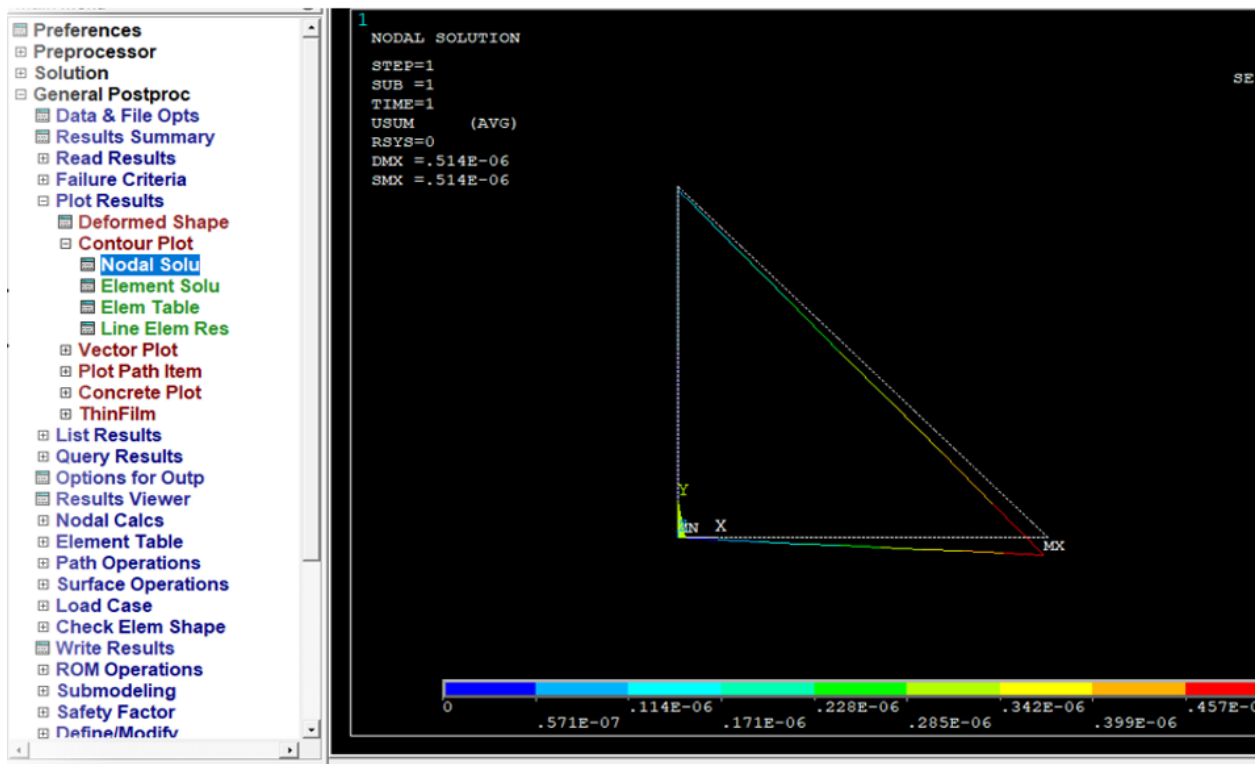 Preferences
Preprocessor
Solution
General Postproc
Data & File Opts
Results Summary
Read Results
Failure Criteria
Plot Results
Deformed Shape
Contour Plot
Nodal Solu
Element Solu
Elem Table
Line Elem Res
Vector Plot
Plot Path Item
Concrete Plot
ThinFilm
List Results
Query Results
Options for Outp
Results Viewer
Nodal Calcs
Element Table
Path Operations
Surface Operations
Load Case
Check Elem Shape
Write Results
ROM Operations
Submodeling
Safety Factor
Define/Modify
1
NODAL SOLUTION
STEP=1
SUB =1
TIME=1
USUM (AVG)
RSYS=0
DMX =.514E-06
SMX =.514E-06
SE
Y
X
MX
0 .114E-06 .228E-06 .342E-06 .457E-0
.571E-07 .171E-06 .285E-06 .399E-06